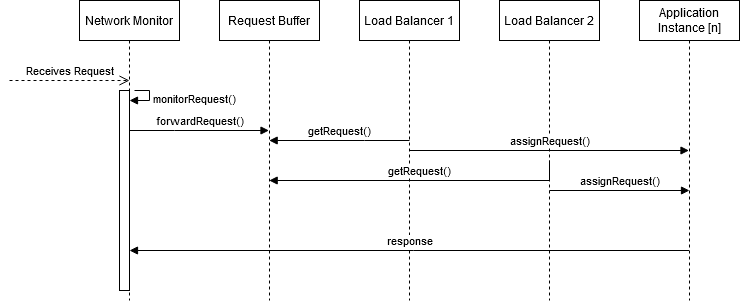 Network Monitor
Request Buffer
Load Balancer 1
Load Balancer 2
Application
Instance [n]
Receives Request
monitorRequest()
forwardRequest()
getRequest()
assignRequest()
getRequest()
assignRequest()
response